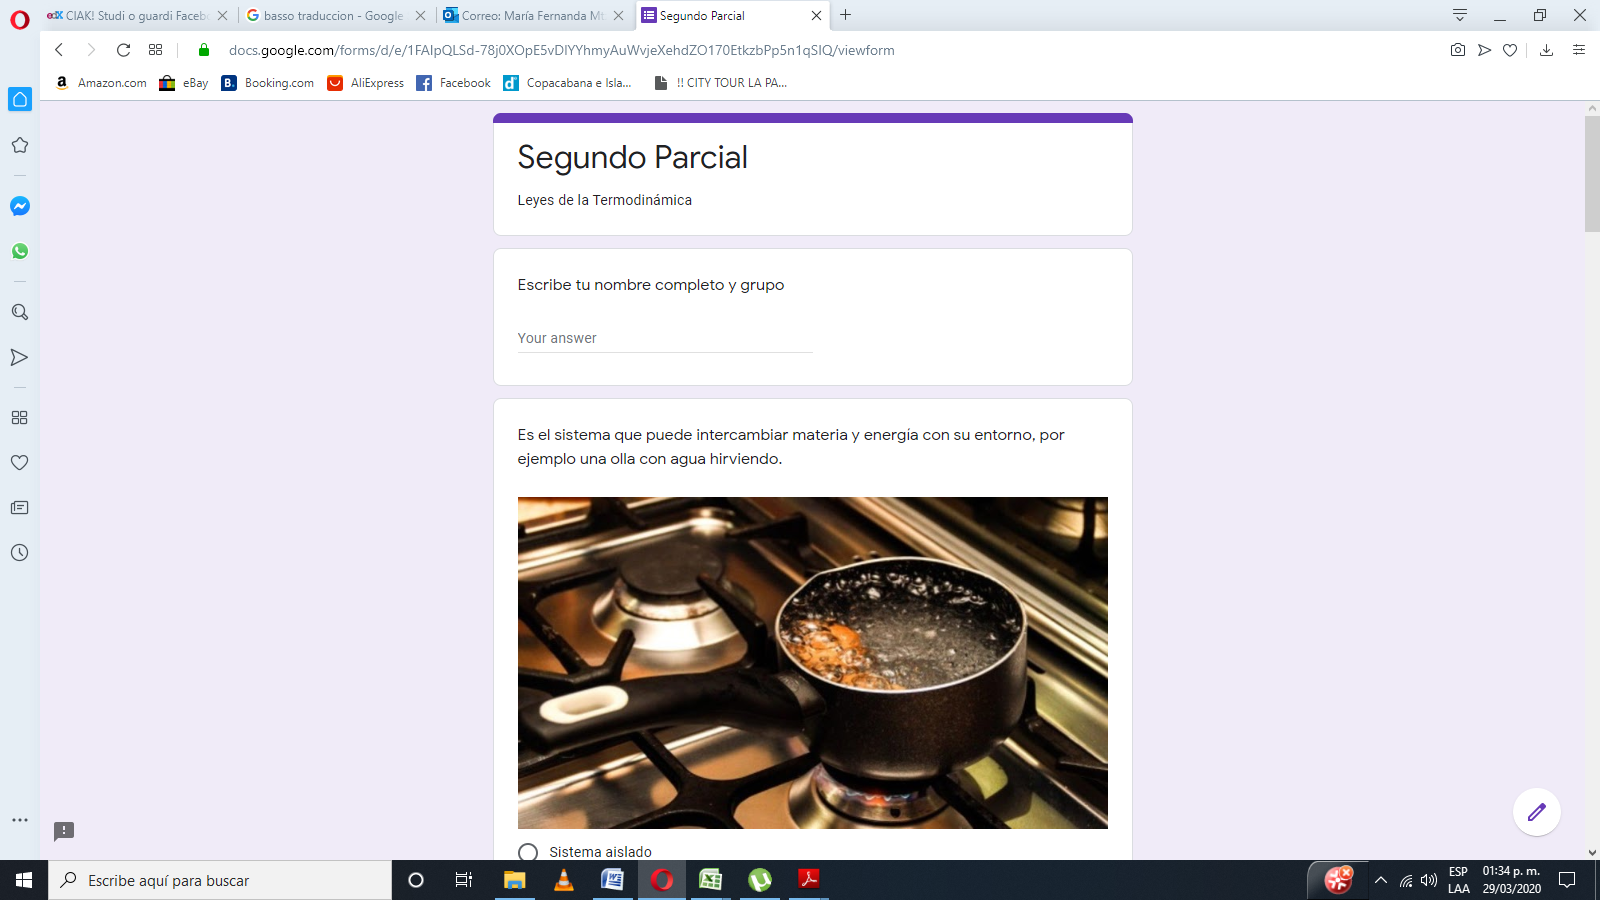 CIAK! Studi o guardi Facebo
basso traduccion - Google
Correo: María Fernanda Mt
Segundo Parcial
docs.google.com/forms/d/e/1FAIpQLSd-78j0XOpE5vDIYYhmyAuWvjeXehdZO170EtkzbPp5n1qSIQ/viewform
Amazon.com
eBay
Booking.com
AliExpress
Facebook
Copacabana e Isla...
!! CITY TOUR LA PA...
Segundo Parcial
Leyes de la Termodinámica
Escribe tu nombre completo y grupo
Your answer
Es el sistema que puede intercambiar materia y energía con su entorno, por
ejemplo una olla con agua hirviendo.
Sistema aislado
Escribe aquí para buscar
ESP
LAA
01:34 p. m.
29/03/2020